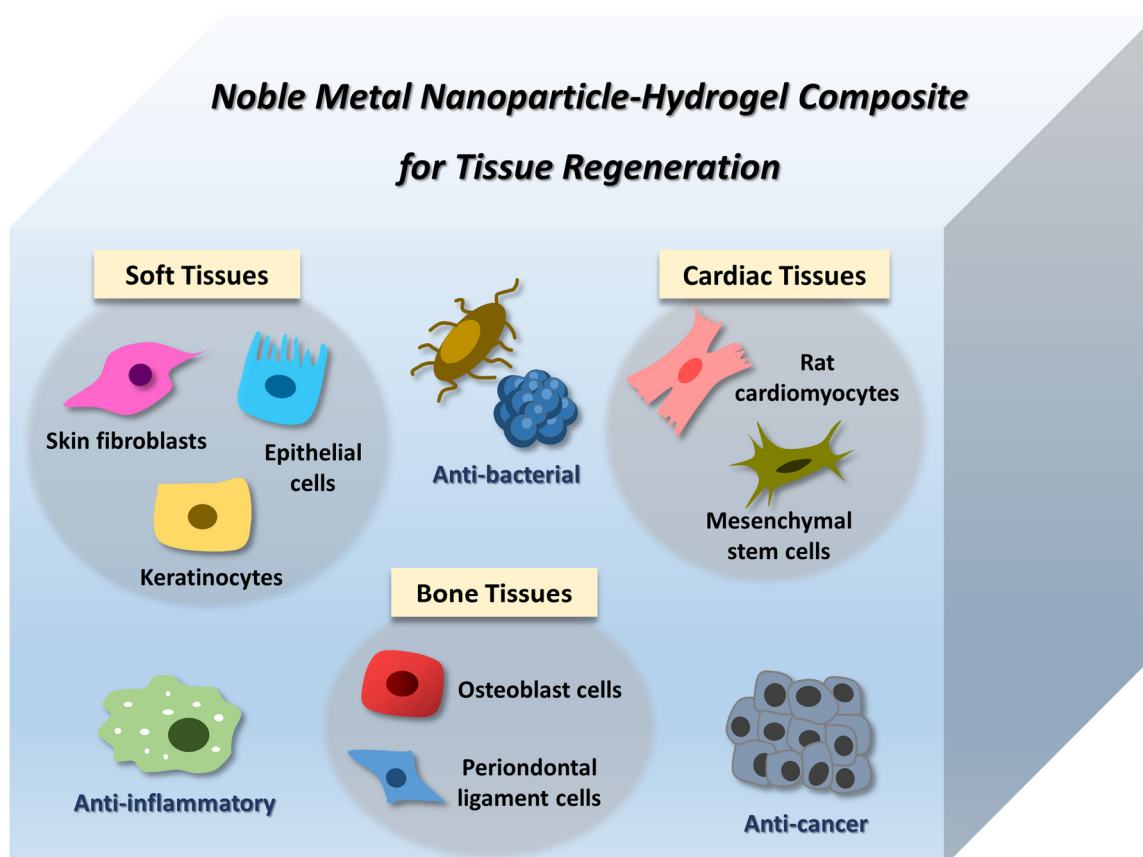 Noble Metal Nanoparticle-Hydrogel Composite
for Tissue Regeneration
Soft Tissues
Skin fibroblasts
Epithelial
cells
Keratinocytes
Anti-bacterial
Cardiac Tissues
Rat
cardiomyocytes
Mesenchymal
stem cells
Bone Tissues
Osteoblast cells
Periondontal
ligament cells
Anti-inflammatory
Anti-cancer